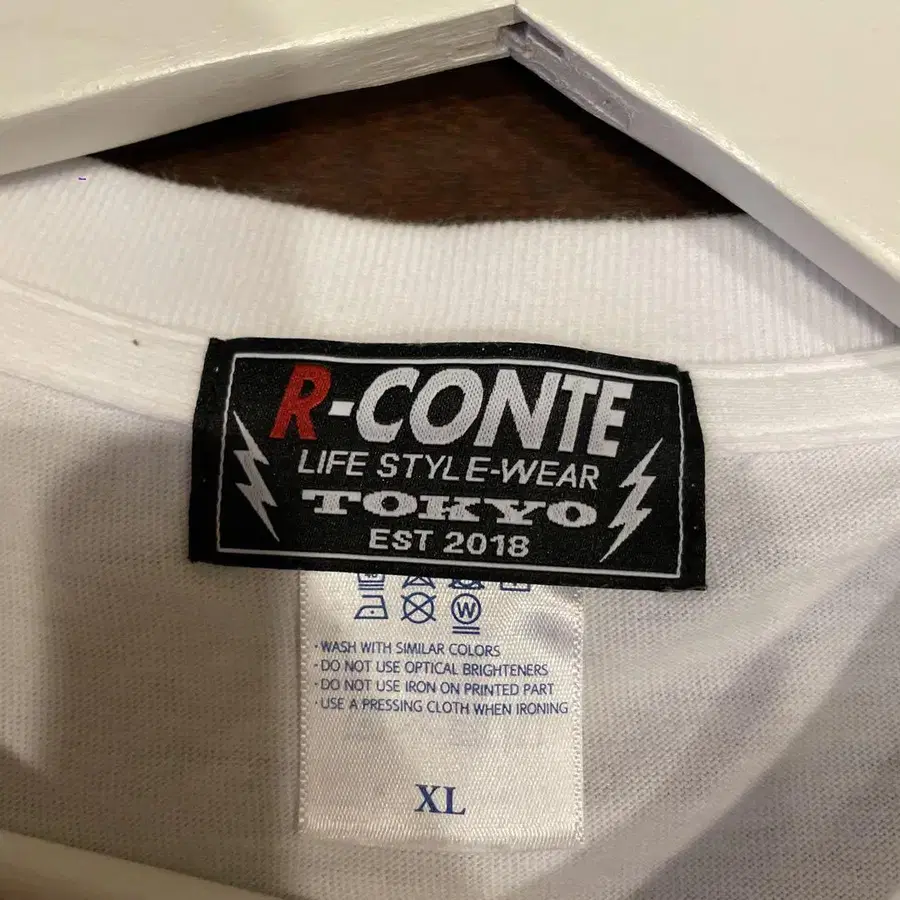 R-CONTE
LIFE STYLE-WEAR
TOKYO
EST 2018
W
· WASH WITH SIMILAR COLORS
· DO NOT USE OPTICAL BRIGHTENERS
· DO NOT USE IRON ON PRINTED PART
· USE A PRESSING CLOTH WHEN IRONING
XL